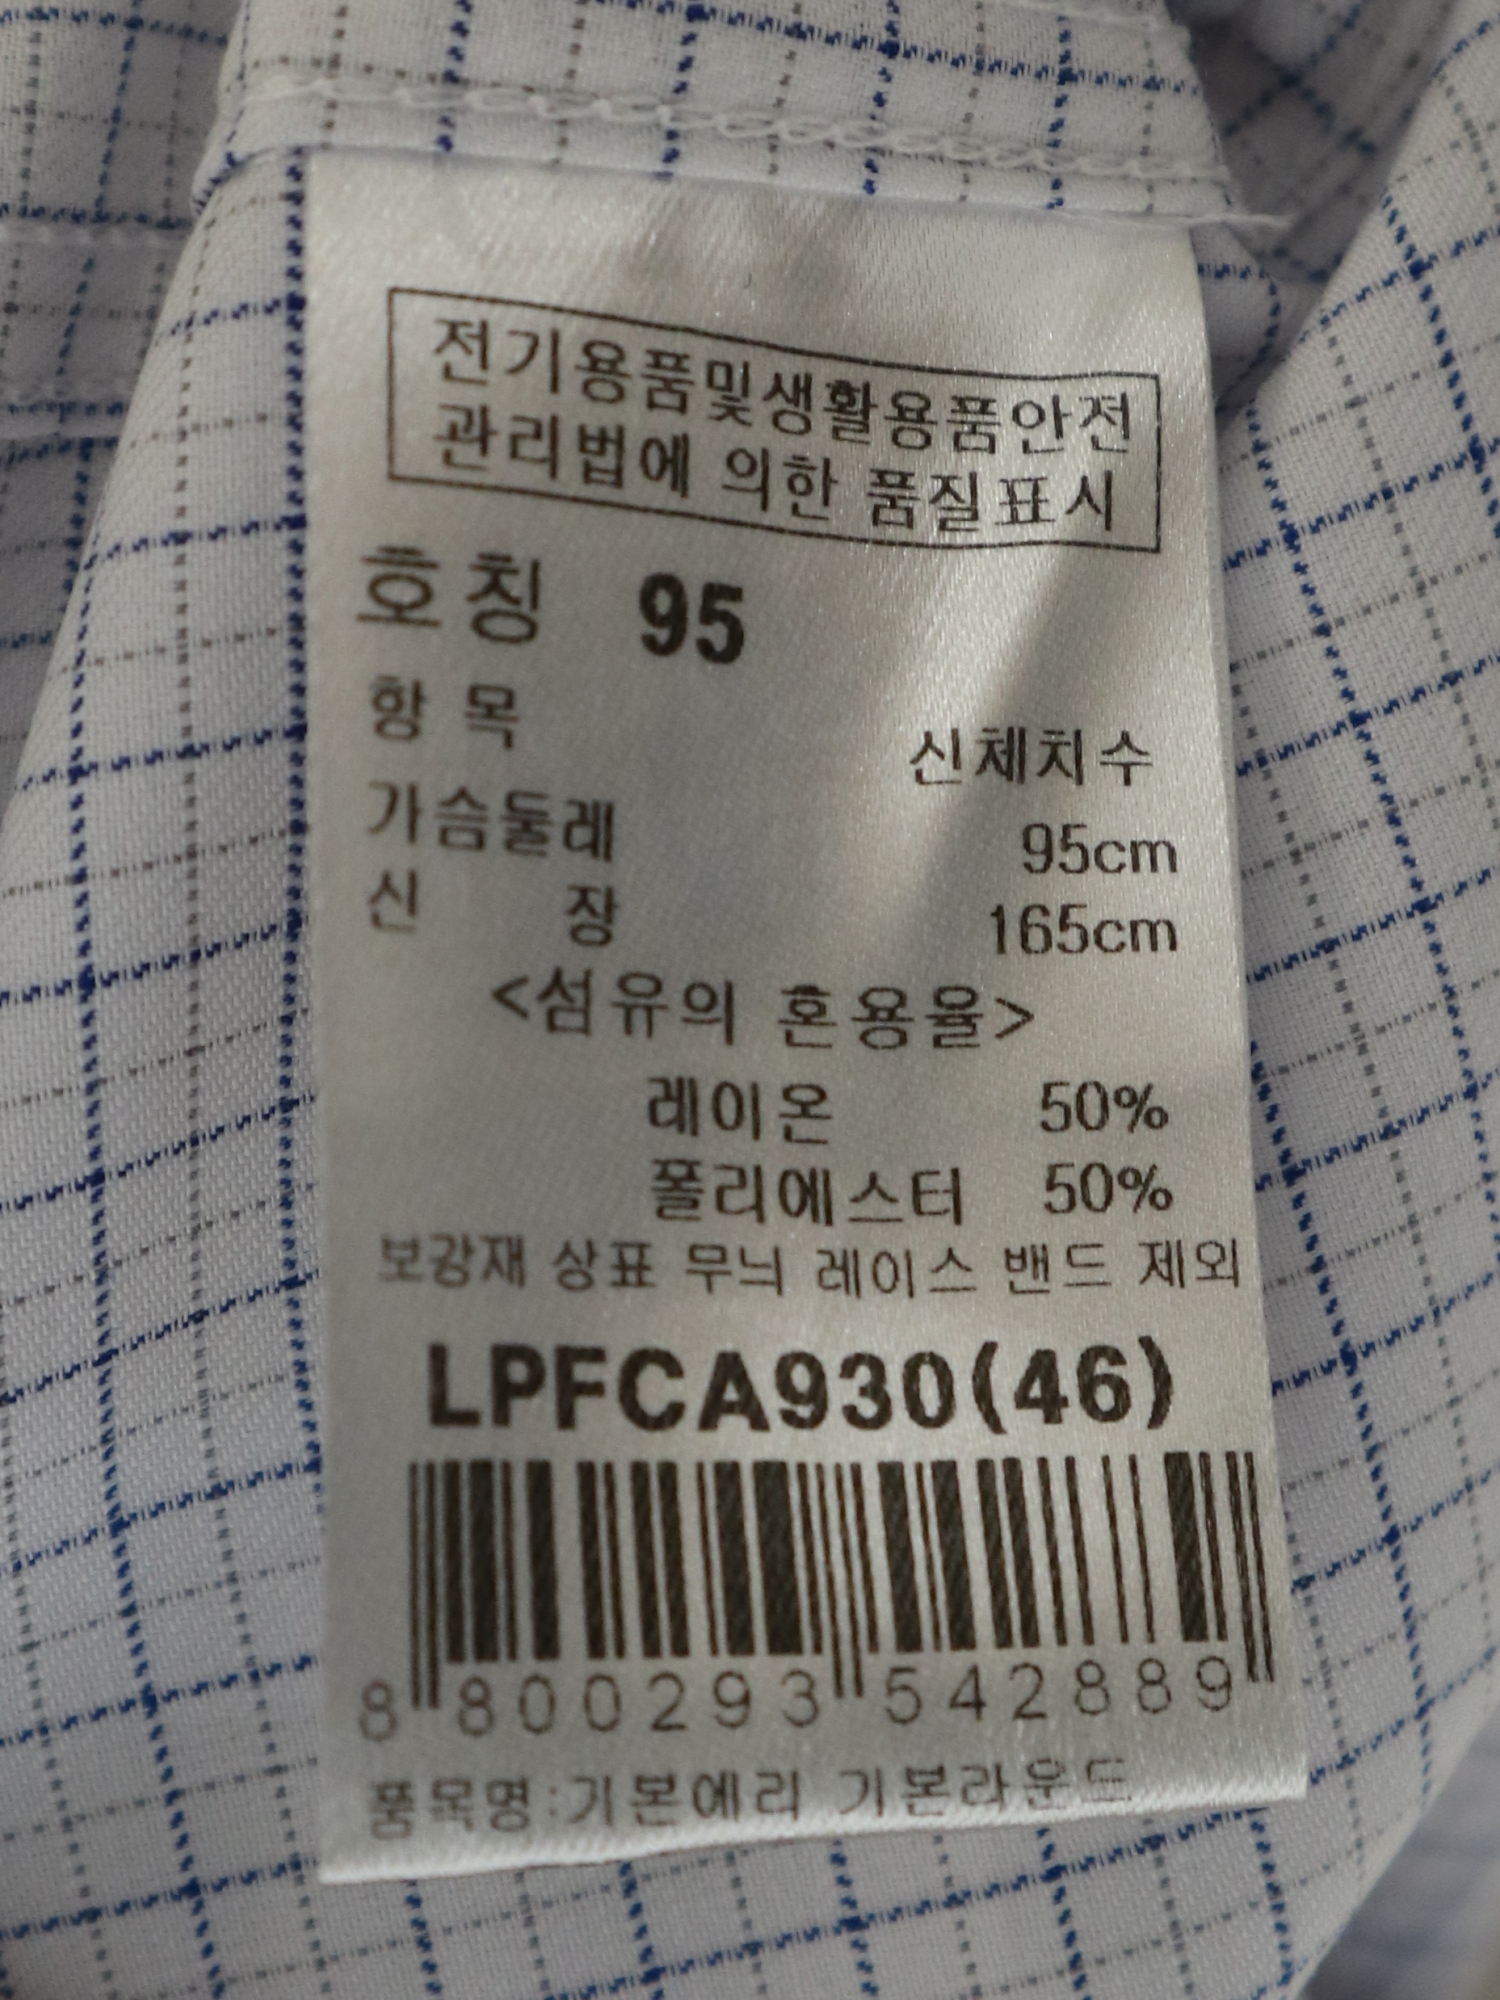 전기용품및생활용품안전
관리법에 의한 품질표시
호칭 95
항목 신체치수
가슴둘레 95cm
신 장 165cm
<섬유의 혼용율>
레이온 50%
폴리에스터 50%
보강재 상표 무늬 레이스 밴드 제외
LPFCA930(46)
8 800293 542889
품목명:기본에리 기본라운드